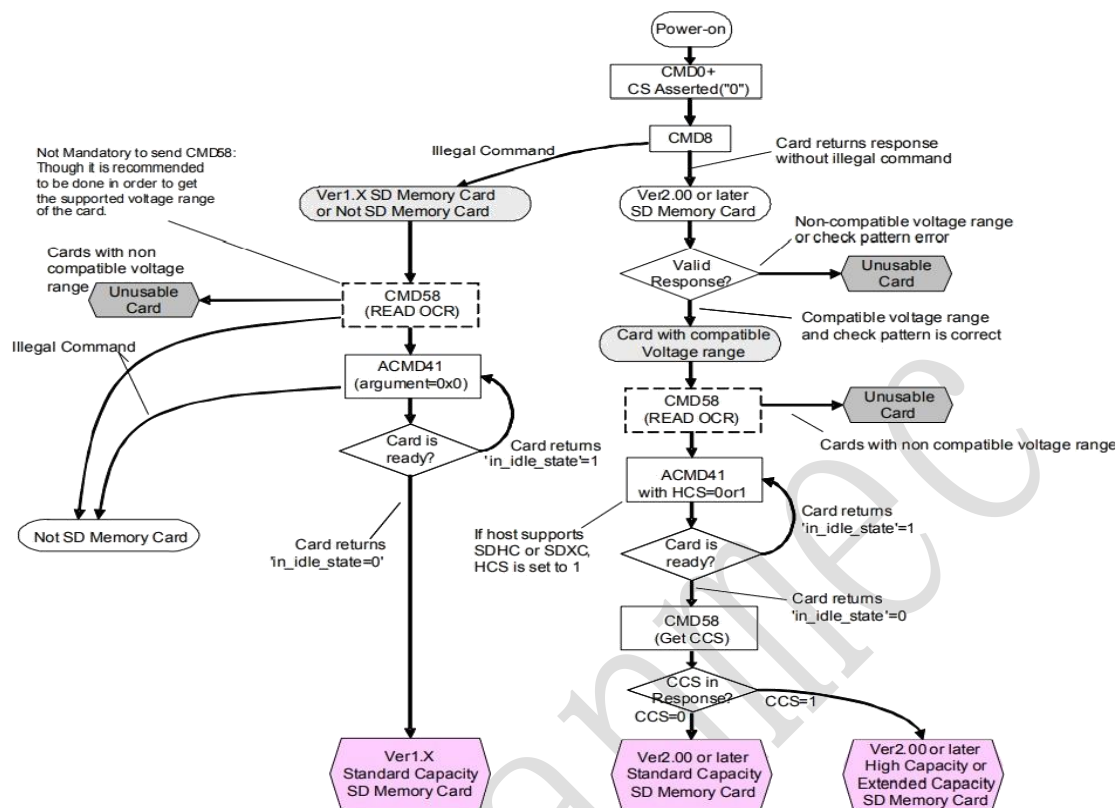 Power-on
CMD0+
CS Asserted("0")
CMD8
Illegal Command
Card returns response
without illegal command
Not Mandatory to send CMD58:
Though it is recommended
to be done in order to get
the supported voltage range
of the card.
Ver1.X SD Memory Card
or Not SD Memory Card
Ver2.00 or later
SD Memory Card
Non-compatible voltage range
or check pattern error
Cards with non
compatible voltage
range
Unusable
Card
CMD58
(READ OCR)
Valid
Response?
Unusable
Card
Compatible voltage range
and check pattern is correct
Illegal Command
Card with compatible
Voltage range
ACMD41
(argument=0x0)
CMD58
(READ OCR)
Unusable
Card
Card is
ready?
Card returns
'in_idle_state'=1
Cards with non compatible voltage range
ACMD41
with HCS=0or1
Card returns
'in_idle_state'=1
Not SD Memory Card
Card returns
'in_idle_state=0'
If host supports
SDHC or SDXC,
HCS is set to 1
Card is
ready?
Card returns
'in_idle_state'=0
CMD58
(Get CCS)
CCS in
Response?
CCS=0
CCS=1
Ver1.X
Standard Capacity
SD Memory Card
Ver2.00 or later
Standard Capacity
SD Memory Card
Ver2.00 or later
High Capacity or
Extended Capacity
SD Memory Card